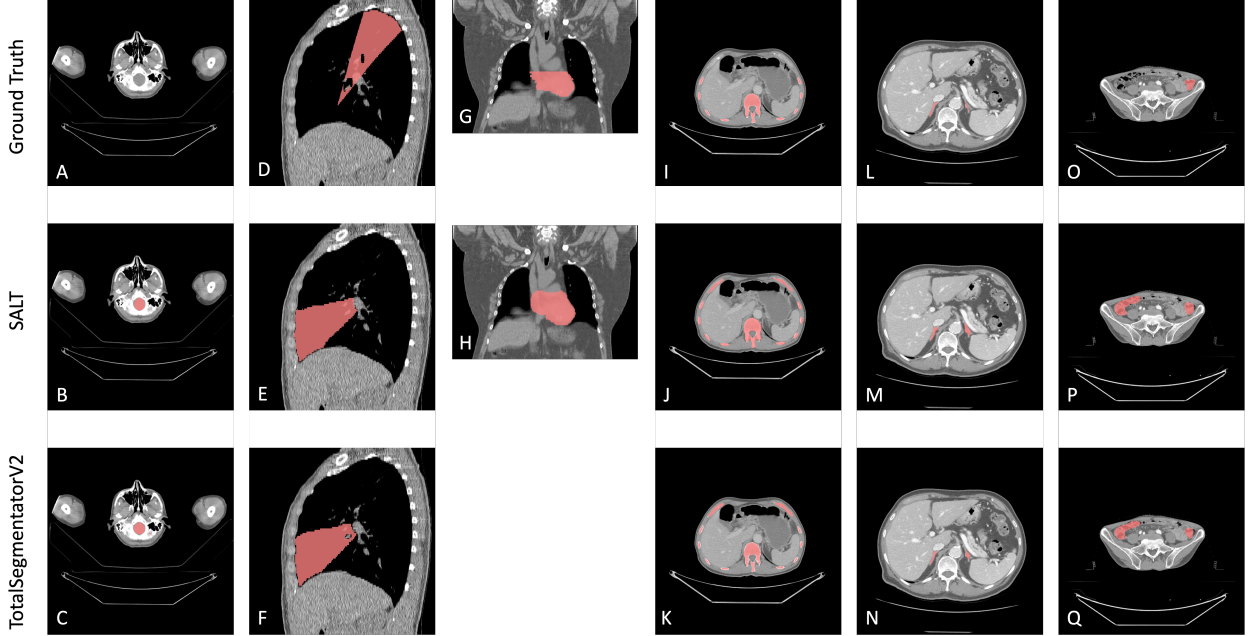 Ground Truth
A
D
G
I
L
O
SALT
B
E
H
J
M
P
TotalSegmentatorV2
C
F
K
N
Q